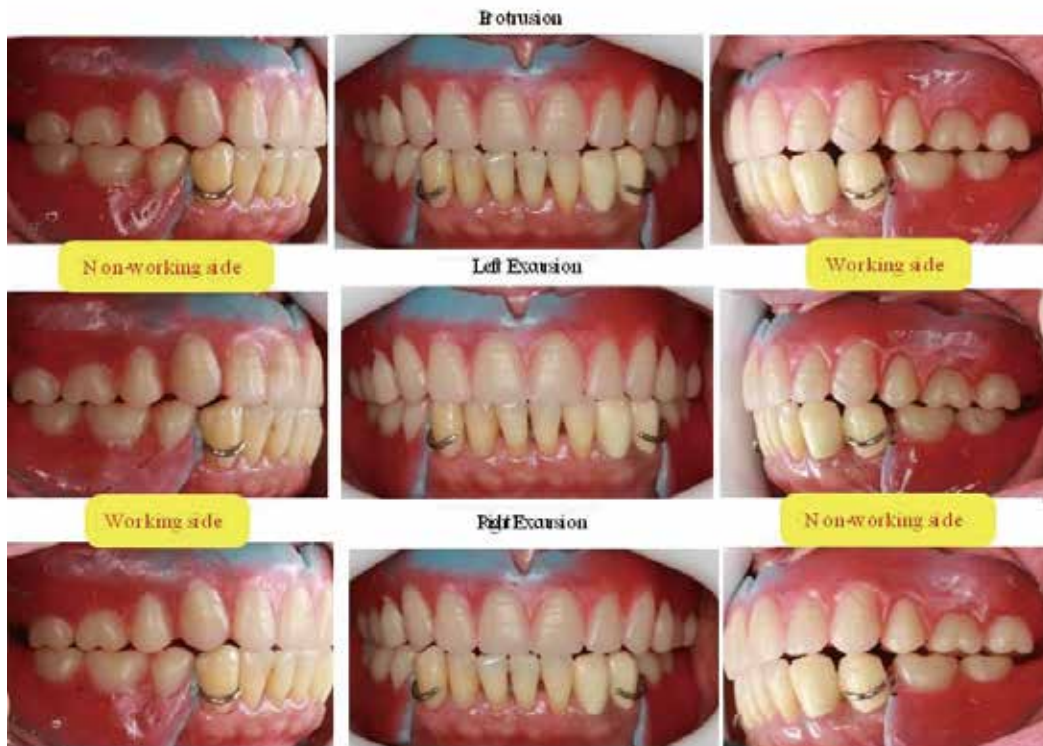 Protrusion
Non-working side
Left Excursion
Working side
Working side
Right Excursion
Non-working side